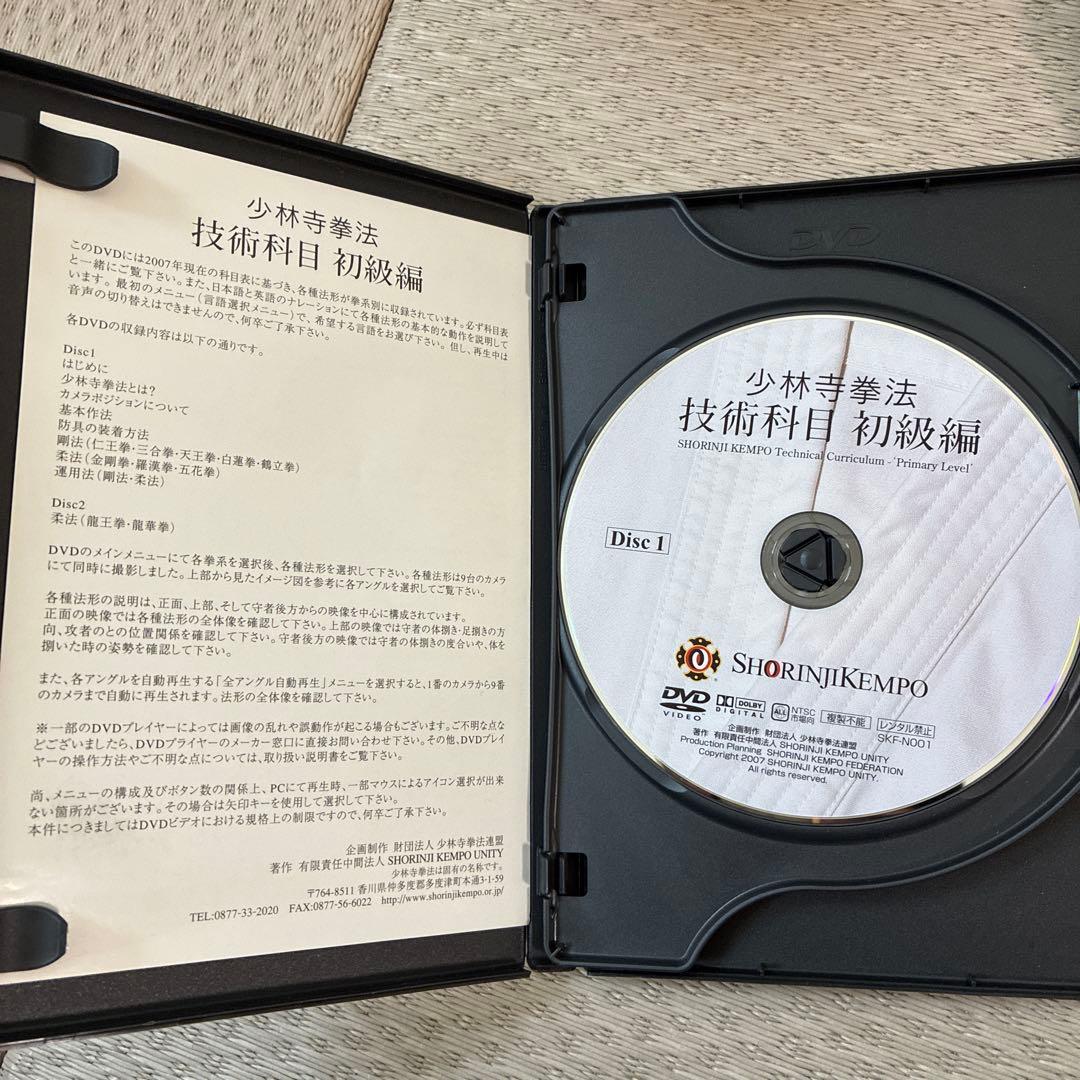 少林寺拳法
技術科目 初級編
このDVDには2007年現在の科目表に基づき、各種法形が拳系別に収録されています。必ず科目表
と一緒にご覧下さい。また、日本語と英語のナレーションにて各種法形の基本的な動作を説明して
います。最初のメニュー(言語選択メニュー)で、希望する言語をお選び下さい。但し、再生中は
音声の切り替えはできませんので、何卒ご了承下さい。
各DVDの収録内容は以下の通りです。
Disc1
はじめに
少林寺拳法とは?
カメラポジションについて
基本作法
防具の装着方法
剛法(仁王拳・三合拳・天王拳・白蓮拳・鶴立拳)
柔法(金剛拳・羅漢拳・五花拳)
運用法(剛法・柔法)
Disc2
柔法(龍王拳・龍華拳)
DVDのメインメニューにて各拳系を選択後、各種法形を選択して下さい。各種法形は9台のカメラ
にて同時に撮影しました。上部から見たイメージ図を参考に各アングルを選択してご覧下さい。
各種法形の説明は、正面、上部、そして守者後方からの映像を中心に構成されています。
正面の映像では各種法形の全体像を確認して下さい。上部の映像では守者の体捌き・足捌きの方
向、攻者のとの位置関係を確認して下さい。守者後方の映像では守者の体捌きの度合いや、体を
捌いた時の姿勢を確認して下さい。
また、各アングルを自動再生する「全アングル自動再生」メニューを選択すると、1番のカメラから9番
のカメラまで自動に再生されます。法形の全体像を確認して下さい。
※一部のDVDプレイヤーによっては画像の乱れや誤動作が起こる場合もございます。ご不明な点な
どございましたら、DVDプライヤーのメーカー窓口に直接お問い合わせ下さい。その他、DVDプレイ
ヤーの操作方法やご不明な点については、取り扱い説明書をご覧下さい。
尚、メニューの構成及びボタン数の関係上、PCにて再生時、一部マウスによるアイコン選択が出来
ない箇所がございます。その場合は矢印キーを使用して選択して下さい。
本件につきましてはDVDビデオにおける規格上の制限ですので、何卒ご了承下さい。
企画制作 財団法人 少林寺拳法連盟
著作 有限責任中間法人 SHORINJI KEMPO UNITY
少林寺拳法は固有の名称です。
〒764-8511 香川県仲多度郡多度津町本通3-1-59
TEL:0877-33-2020 FAX:0877-56-6022 http://www.shorinjikempo.or.jp/
DVD
少林寺拳法
技術科目 初級編
SHORINJI KEMPO Technical Curriculum - 'Primary Level'
Disc 1
SHORINJIKEMPO
DVD VIDEO
DOLBY DIGITAL
ALL
NTSC 日本市場向
複製不能
レンタル禁止
SKF-N001
企画制作 財団法人 少林寺拳法連盟
著作 有限責任中間法人 SHORINJI KEMPO UNITY
Production Planning SHORINJI KEMPO FEDERATION
Copyright 2007 SHORINJI KEMPO UNITY.
All rights reserved.